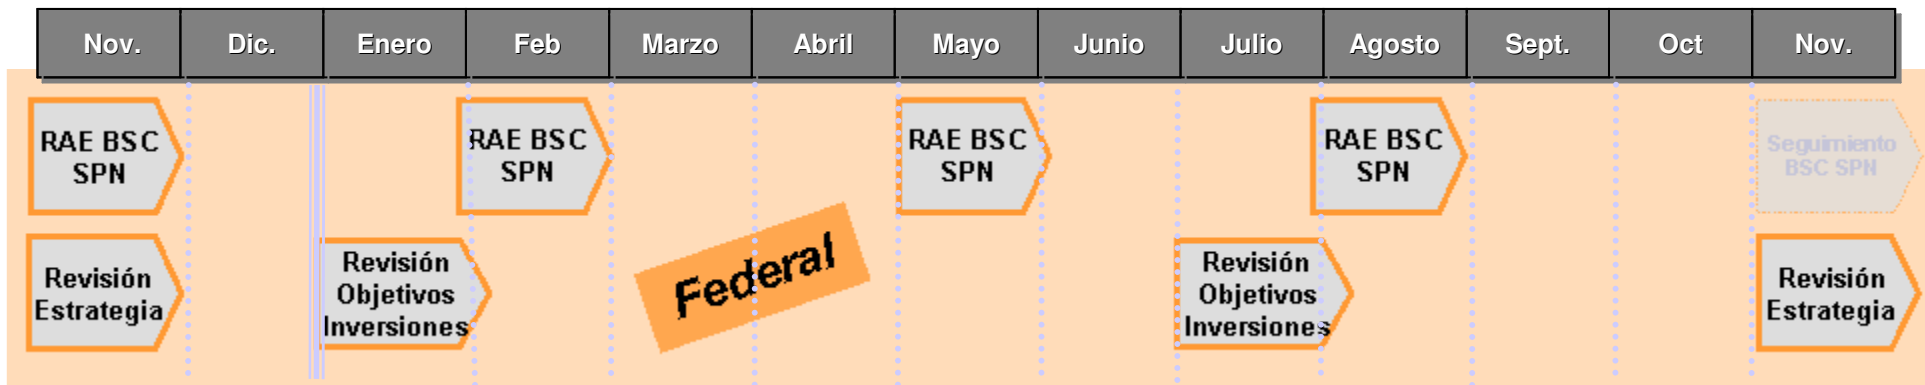 Nov. Dic. Enero Feb Marzo Abril Mayo Junio Julio Agosto Sept. Oct Nov.
RAE BSC
SPN
RAE BSC
SPN
RAE BSC
SPN
RAE BSC
SPN
Seguimiento
BSC SPN
Revisión
Estrategia
Revisión
Objetivos
Inversiones
Federal
Revisión
Objetivos
Inversiones
Revisión
Estrategia